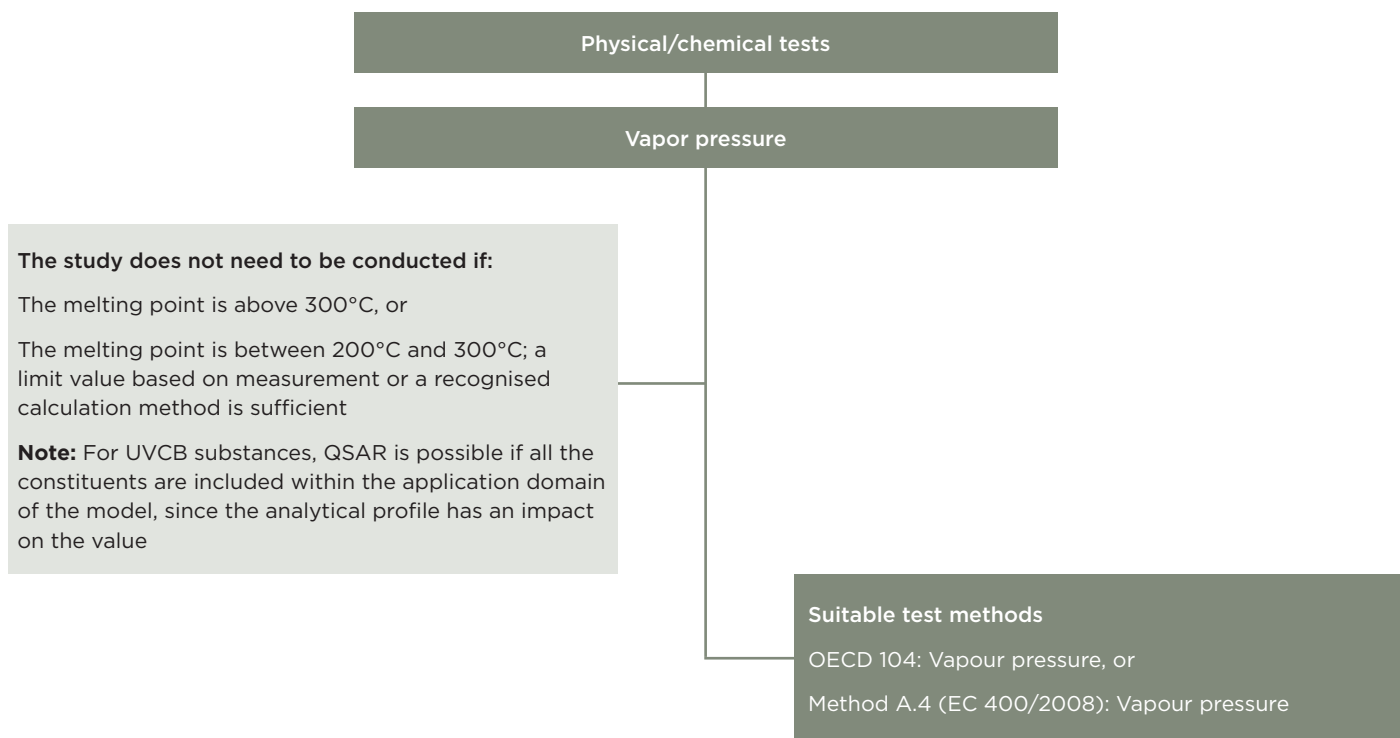 Physical/chemical tests
Vapor pressure
The study does not need to be conducted if:
The melting point is above 300°C, or
The melting point is between 200°C and 300°C; a
limit value based on measurement or a recognised
calculation method is sufficient
Note: For UVCB substances, QSAR is possible if all the
constituents are included within the application domain
of the model, since the analytical profile has an impact
on the value
Suitable test methods
OECD 104: Vapour pressure, or
Method A.4 (EC 400/2008): Vapour pressure